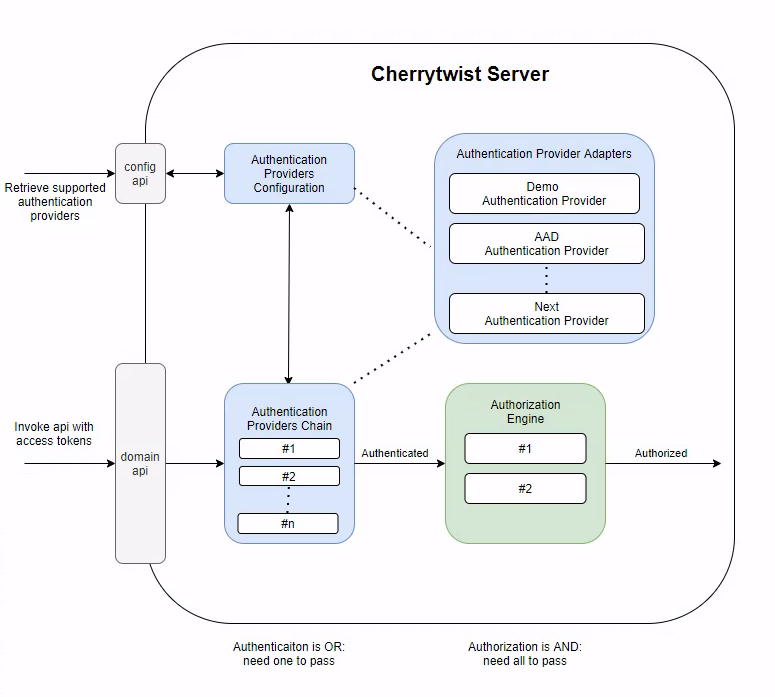 Cherrytwist Server
config
api
Retrieve supported
authentication
providers
Authentication
Providers
Configuration
Authentication Provider Adapters
Demo
Authentication Provider
AAD
Authentication Provider
Next
Authentication Provider
Invoke api with
access tokens
domain
api
Authentication
Providers Chain
#1
#2
#n
Authenticated
Authorization
Engine
#1
#2
Authorized
Authenticaiton is OR:
need one to pass
Authorization is AND:
need all to pass